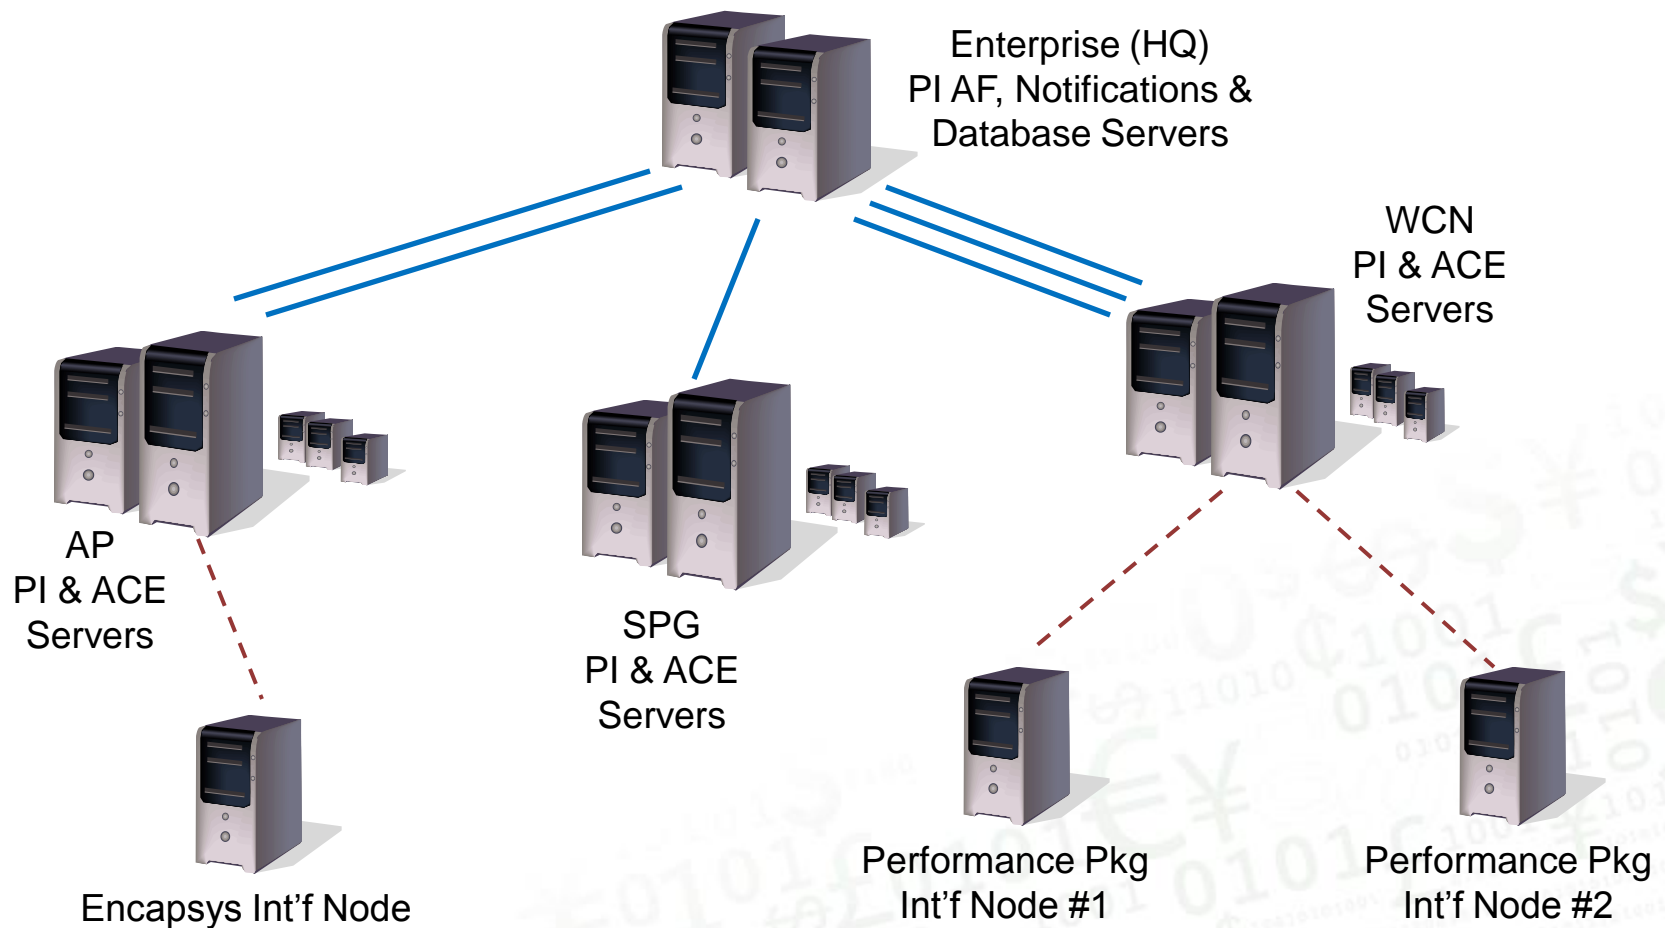 Enterprise (HQ)
PI AF, Notifications &
Database Servers
WCN
PI & ACE
Servers
AP
PI & ACE
Servers
SPG
PI & ACE
Servers
Encapsys Int’f Node
Performance Pkg
Int’f Node #1
Performance Pkg
Int’f Node #2